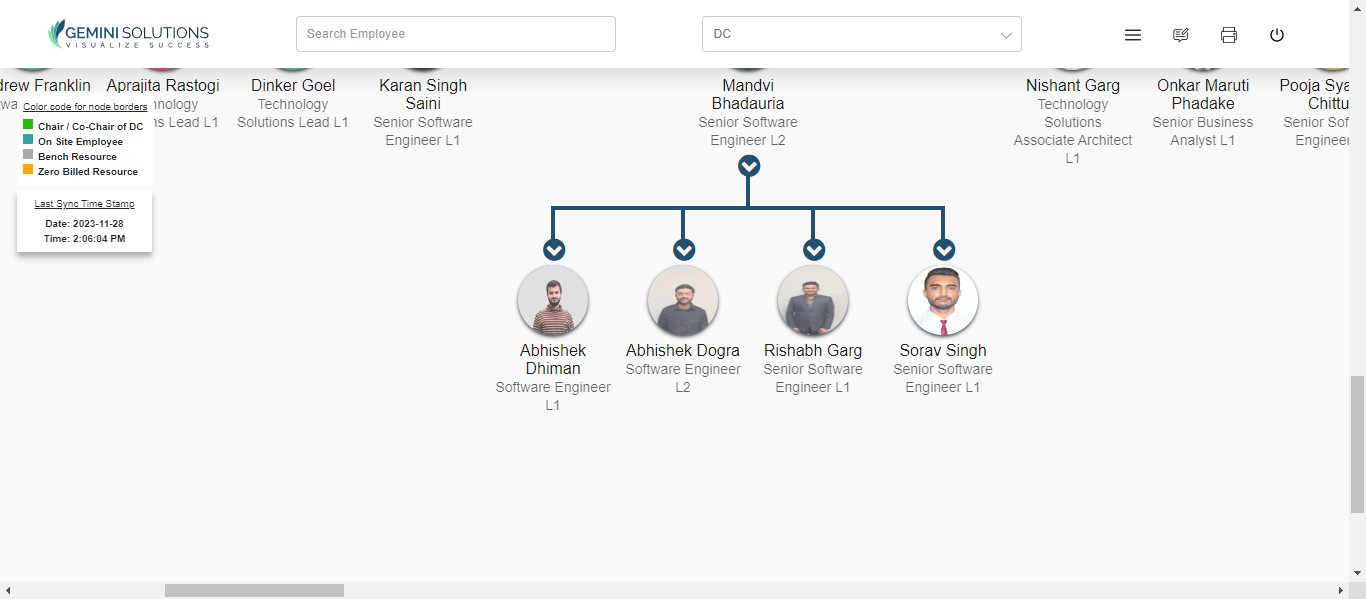 GEMINI SOLUTIONS
VISUALIZE SUCCESS
Search Employee
DC
drew Franklin
Aprajita Rastogi
Dinker Goel
Technology
Solutions Lead L1
Karan Singh
Saini
Senior Software
Engineer L1
Mandvi
Bhadauria
Senior Software
Engineer L2
Nishant Garg
Technology
Solutions
Associate Architect
L1
Onkar Maruti
Phadake
Senior Business
Analyst L1
Pooja Sya
Chittu
Senior Sof
Engineer
wa
hnology
ns Lead L1
Color code for node borders
Chair / Co-Chair of DC
On Site Employee
Bench Resource
Zero Billed Resource
Last Sync Time Stamp
Date: 2023-11-28
Time: 2:06:04 PM
Abhishek
Dhiman
Software Engineer
L1
Abhishek Dogra
Software Engineer
L2
Rishabh Garg
Senior Software
Engineer L1
Sorav Singh
Senior Software
Engineer L1